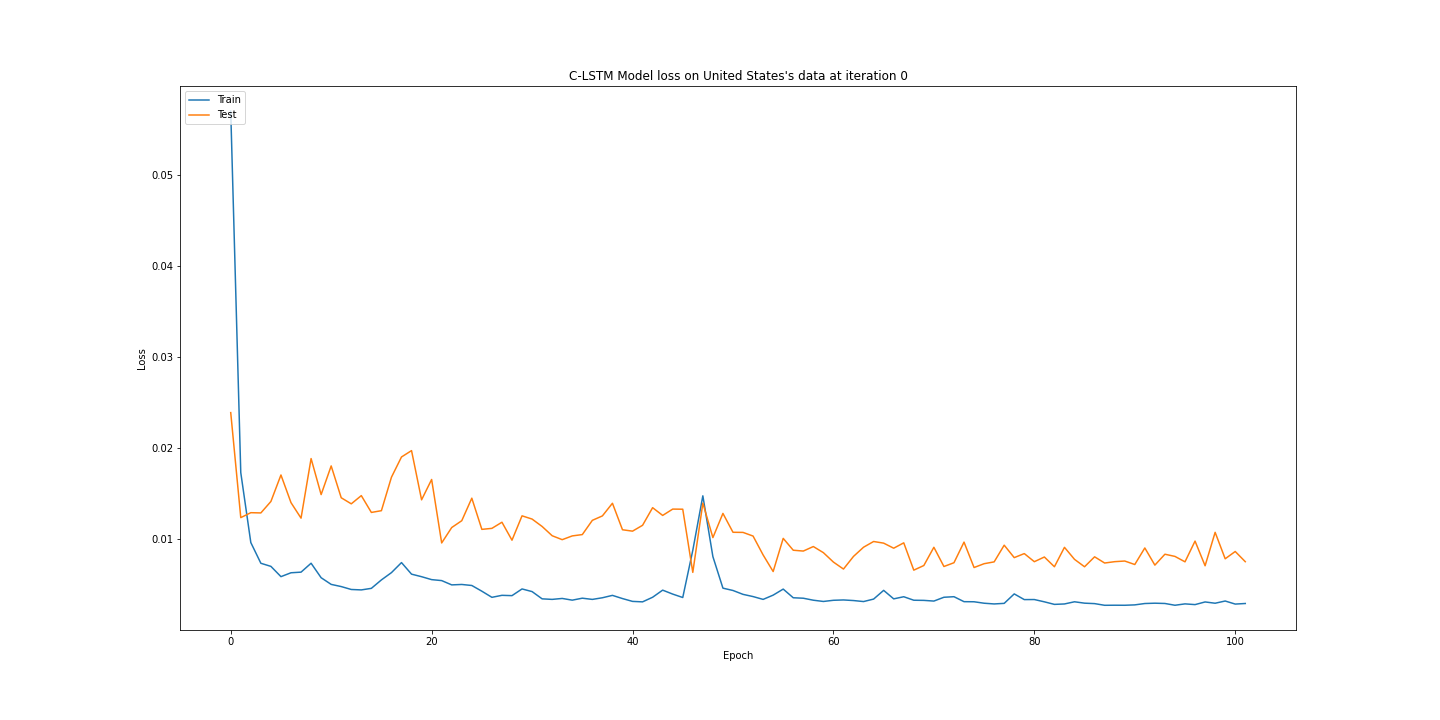 C-LSTM Model loss on United States's data at iteration 0
Train
Test
0.05
0.04
0.03
0.02
0.01
Loss
0 20 40 60 80 100
Epoch